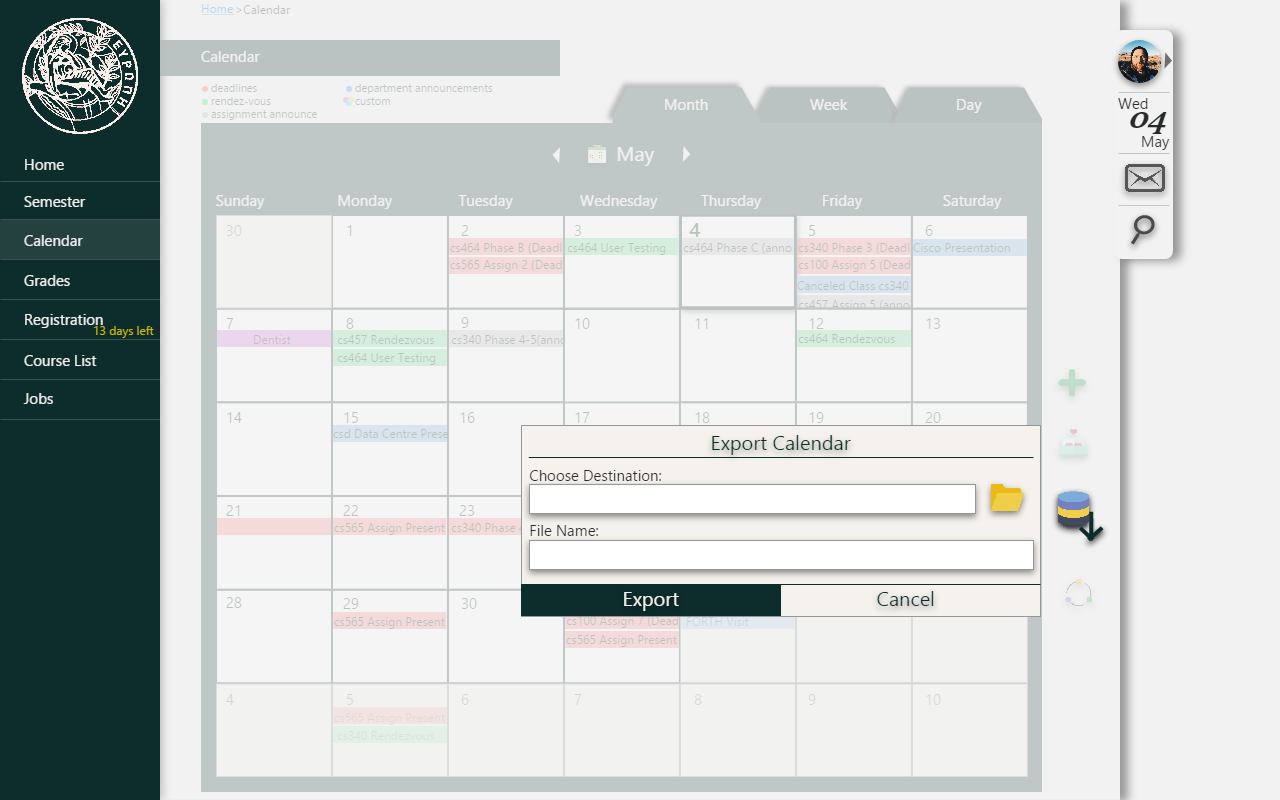 ΕΥΡΩΠΗ
Home
Semester
Calendar
Grades
Registration
13 days left
Course List
Jobs
Home >Calendar
Calendar
deadlines
department announcements
rendez-vous
custom
assignment announce
Month
Week
Day
May
Sunday Monday Tuesday Wednesday Thursday Friday Saturday
30 1 2 3 4 5 6
cs464 Phase B (Deadl
cs464 User Testing
cs464 Phase C (anno
cs340 Phase 3 (Deadl
Cisco Presentation
cs565 Assign 2 (Dead
cs100 Assign 5 (Dead
Canceled Class cs340
cs457 Assign 5 (anno
7 8 9 10 11 12 13
Dentist
cs457 Rendezvous
cs340 Phase 4-5(anno
cs464 Rendezvous
cs464 User Testing
14 15 16 17 18 19 20
csd Data Centre Prese
21 22 23
cs565 Assign Present
cs340 Phase 4
28 29 30
cs565 Assign Present
cs100 Assign 7 (Dead
FORTH Visit
cs565 Assign Present
4 5 6 7 8 9 10
cs565 Assign Present
cs340 Rendezvous
Export Calendar
Choose Destination:
File Name:
Export
Cancel
Wed
04
May